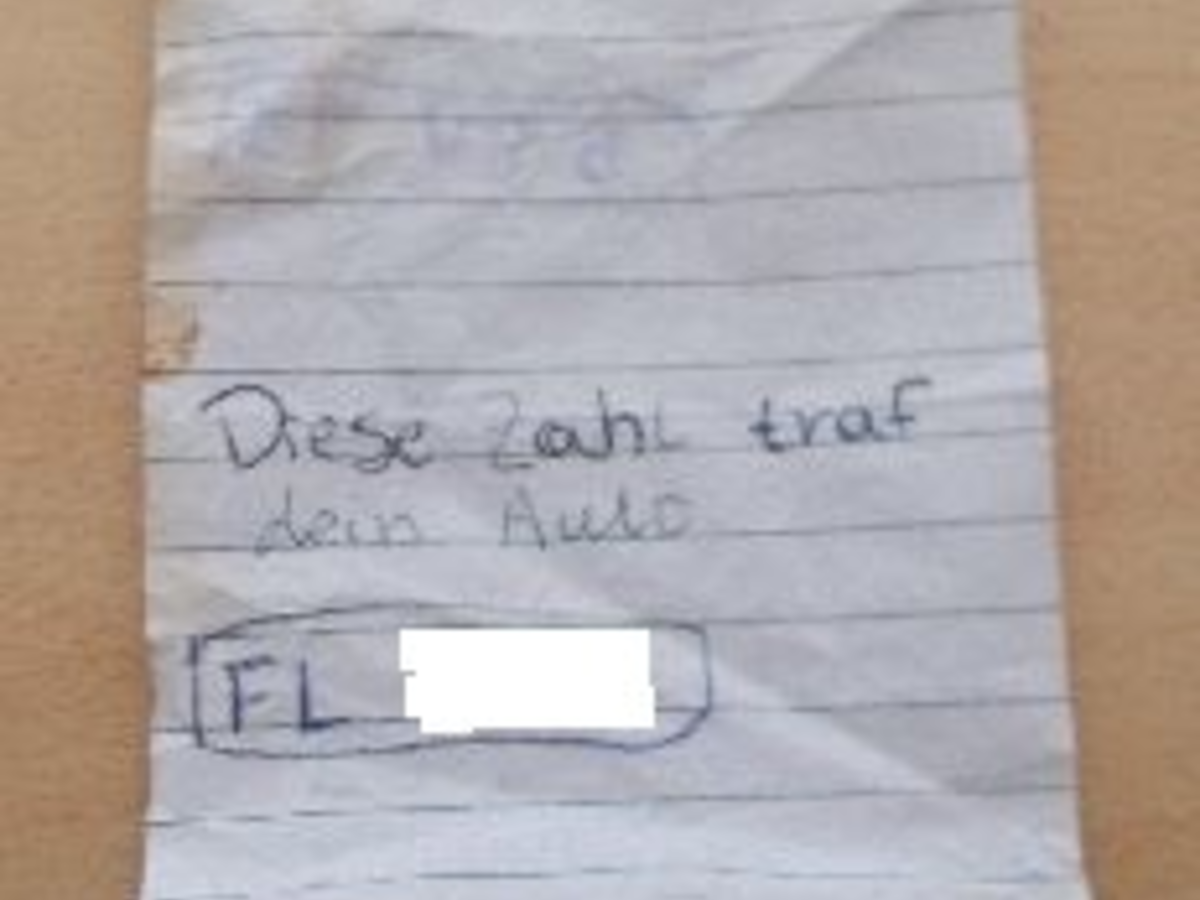 Diese Zahl traf
dein Auto
FL